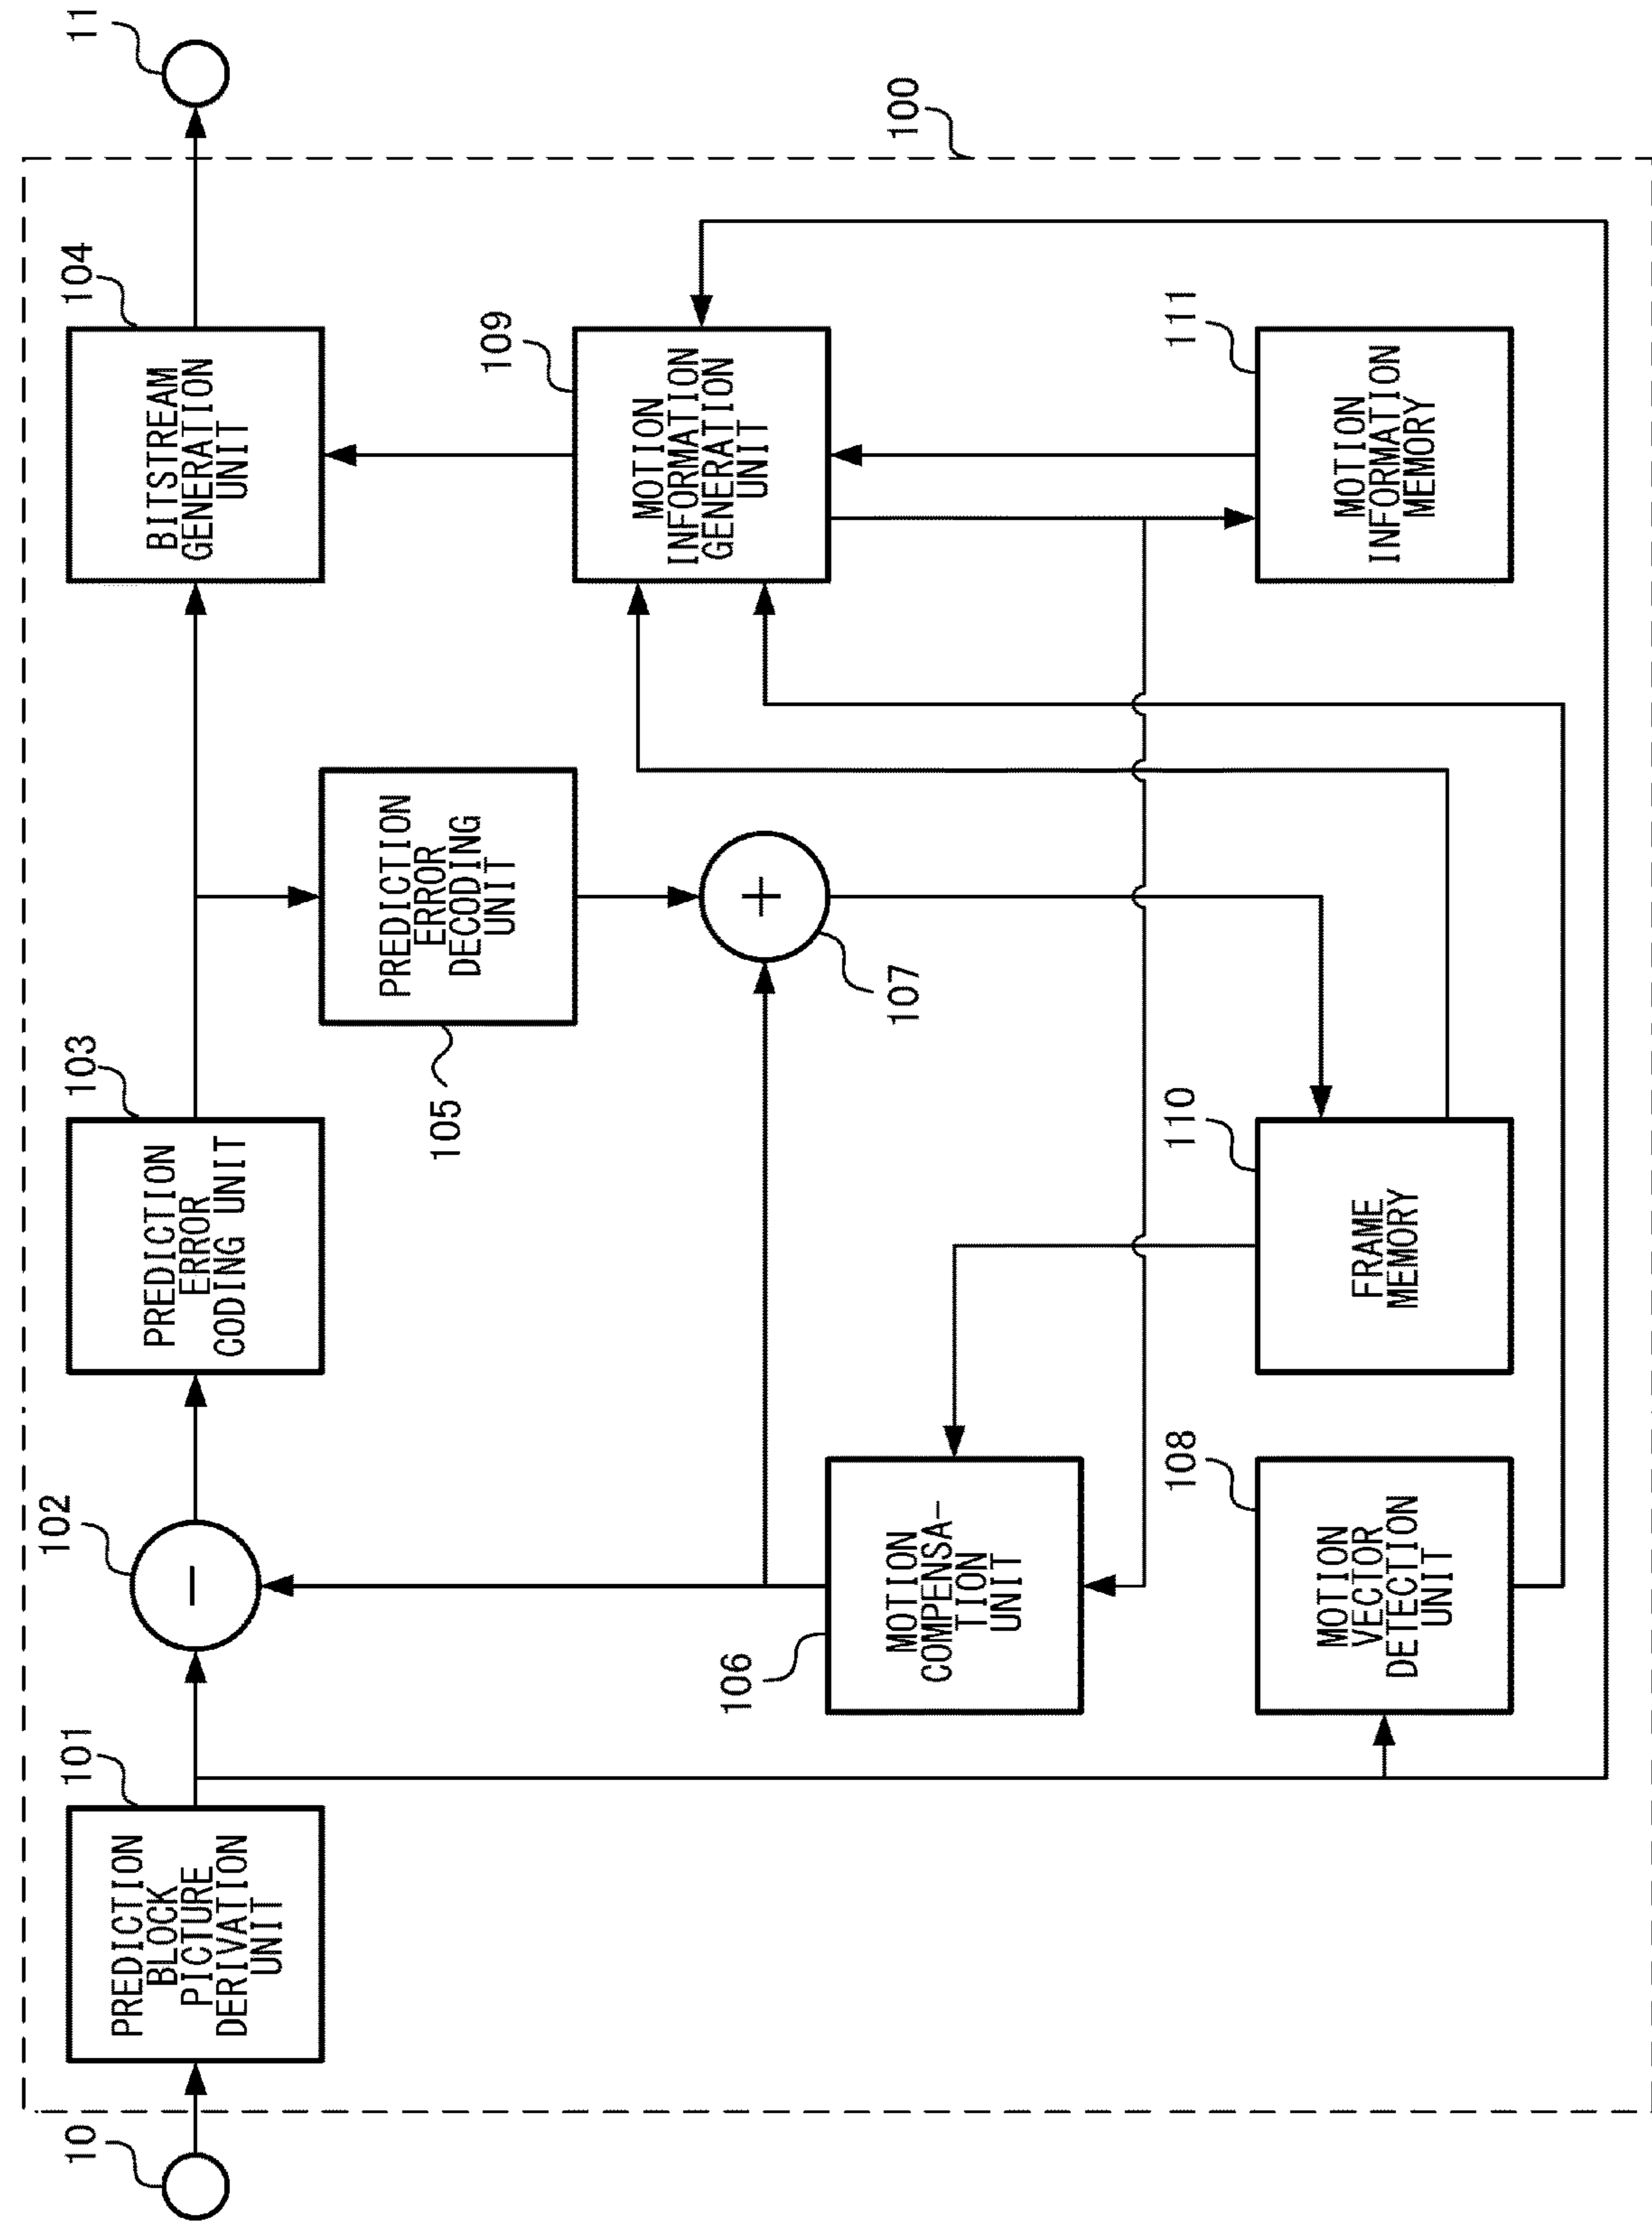 10
101
PREDICTION
BLOCK
PICTURE
DERIVATION
UNIT
102
−
103
PREDICTION
ERROR
CODING UNIT
104
BITSTREAM
GENERATION
UNIT
11
100
105
PREDICTION
ERROR
DECODING
UNIT
107
+
109
MOTION
INFORMATION
GENERATION
UNIT
106
MOTION
COMPENSA-
TION
UNIT
108
MOTION
VECTOR
DETECTION
UNIT
110
FRAME
MEMORY
111
MOTION
INFORMATION
MEMORY